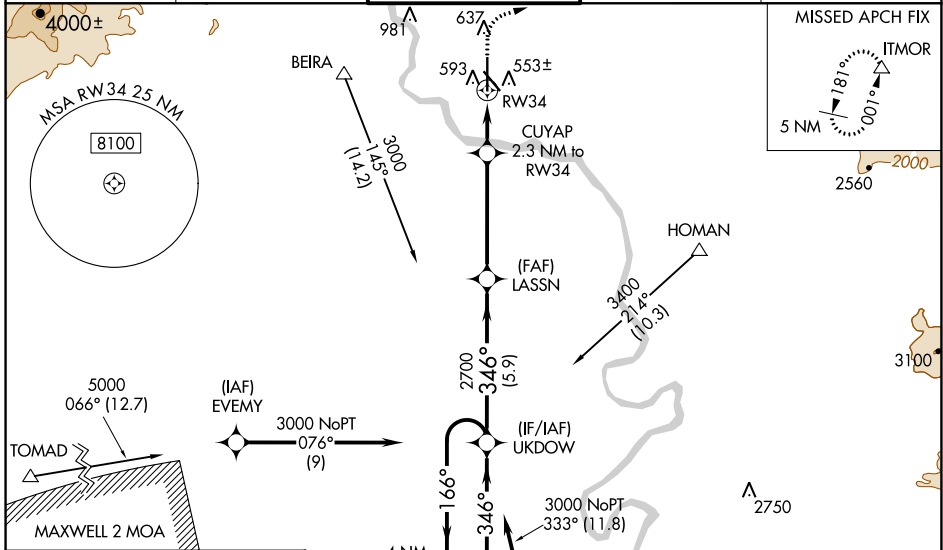 4000±
981
637
MISSED APCH FIX
ITMOR
181°
001°
5 NM
BEIRA
593
553±
RW34
MSA RW34 25 NM
8100
3000
145°
(14.2)
CUYAP
2.3 NM to
RW34
2000
2560
HOMAN
(FAF)
LASSN
3400
214°
(10.3)
2700
346°
(5.9)
3100
5000
066° (12.7)
(IAF)
EVEMY
3000 NoPT
076°
(9)
(IF/IAF)
UKDOW
TOMAD
166°
346°
3000 NoPT
333° (11.8)
2750
MAXWELL 2 MOA
4 NM